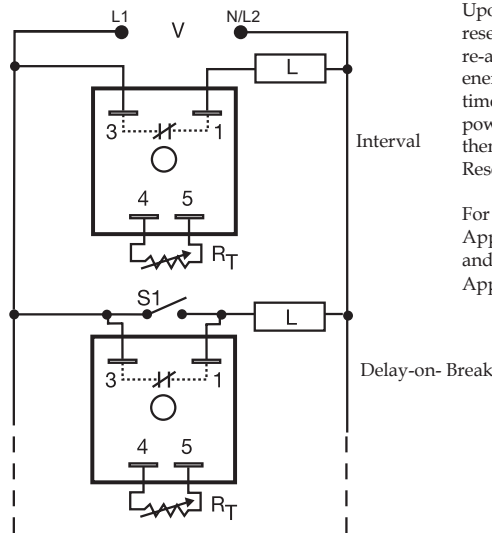 L1 V N/L2
L
3 1
4 5
RT
Interval
S1
L
3 1
4 5
RT
Delay-on- Break
Upo
rese
re-a
ener
time
pow
ther
Rese
For
App
and
App